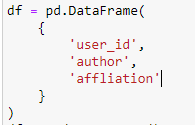 df = pd.DataFrame(
    {
        'user_id',
        'author',
        'affliation'
    }
)